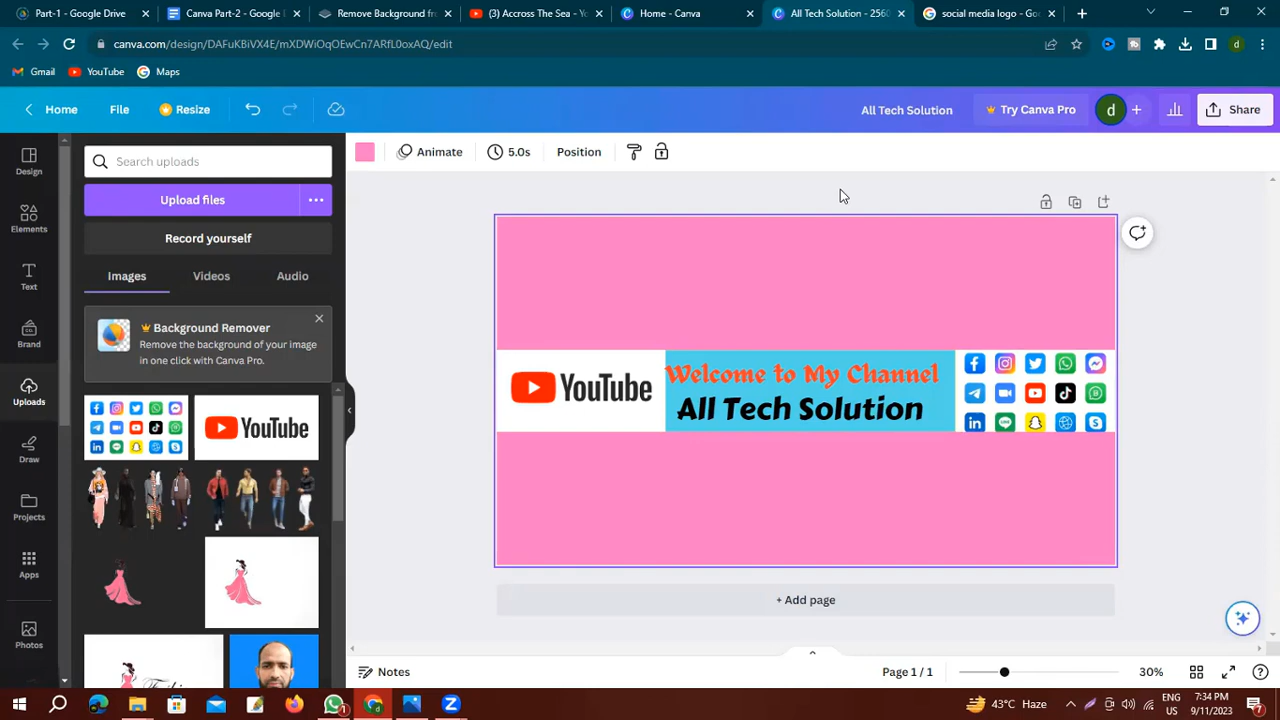 Part-1 - Google Drive
Canva Part-2 - Google
Remove Background fro
(3) Accross The Sea - Yo
Home - Canva
All Tech Solution - 2560
social media logo - Goo
canva.com/design/DAFuKBiVX4E/mXDWiOqOEwCn7ARfL0oxAQ/edit
d
Gmail
YouTube
Maps
Home
File
Resize
All Tech Solution
Try Canva Pro
d
Share
Design
Elements
Text
Brand
Uploads
Draw
Projects
Apps
Photos
Search uploads
Upload files
Record yourself
Images
Videos
Audio
Background Remover
Remove the background of your image
in one click with Canva Pro.
YouTube
Animate
5.0s
Position
YouTube
Welcome to My Channel
All Tech Solution
+ Add page
Notes
Page 1 / 1
30%
43°C Haze
ENG
US
7:34 PM
9/11/2023